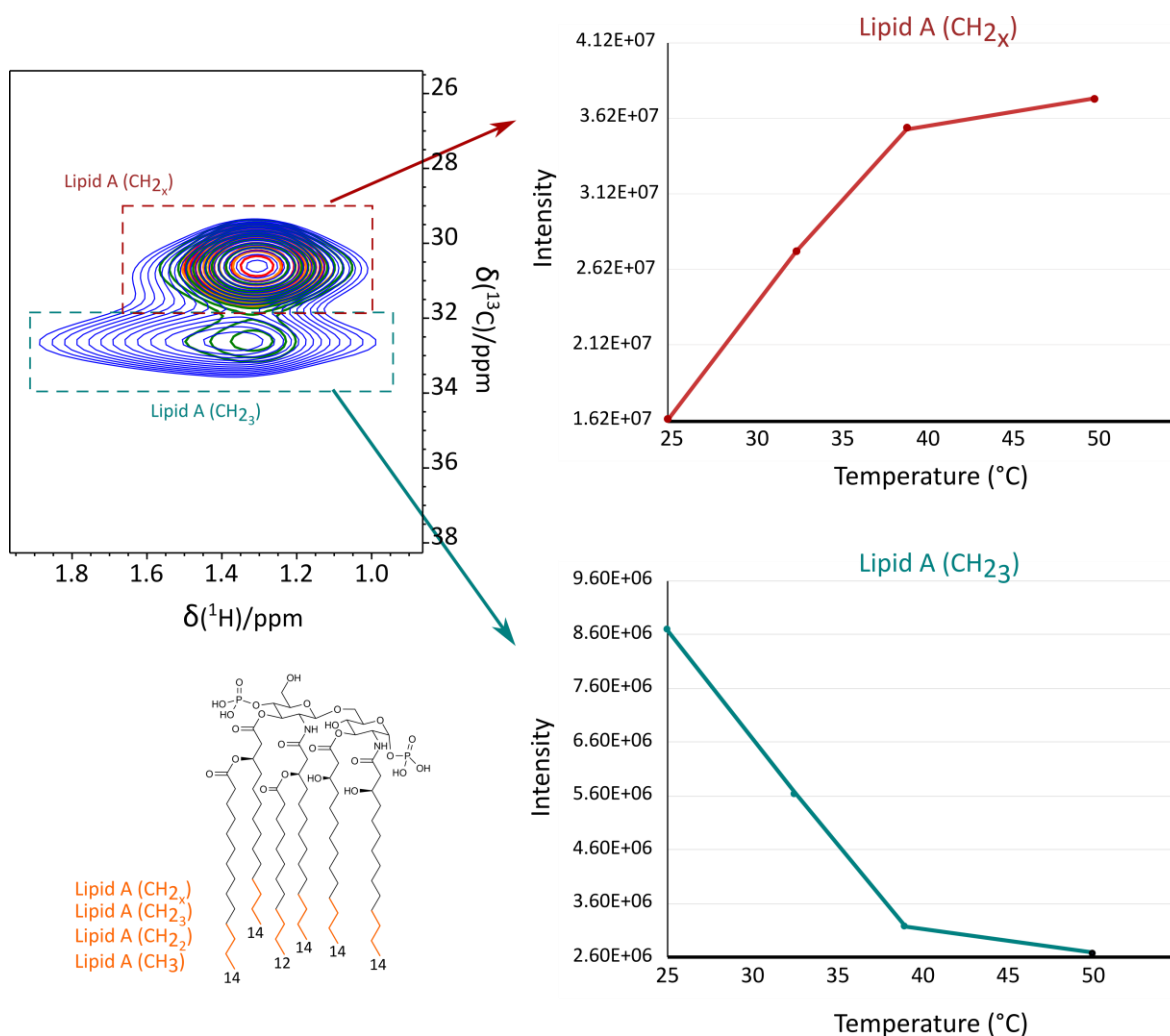 Lipid A (CH2x)
Lipid A (CH23)
26
28
30
32
34
36
38
δ(13C)/ppm
1.8 1.6 1.4 1.2 1.0
δ(1H)/ppm
Lipid A (CH2x)
4.12E+07
3.62E+07
3.12E+07
2.62E+07
2.12E+07
1.62E+07
Intensity
25 30 35 40 45 50
Temperature (°C)
Lipid A (CH23)
9.60E+06
8.60E+06
7.60E+06
6.60E+06
5.60E+06
4.60E+06
3.60E+06
2.60E+06
Intensity
25 30 35 40 45 50
Temperature (°C)
OH
O
HO P O O
HO
O O
O HO O
O NH O
O O O NH O O
P OH
HO OH
O O
O O HO
HO
Lipid A (CH2x)
Lipid A (CH23)
Lipid A (CH22)
Lipid A (CH3)
14 14 12 14 14 14